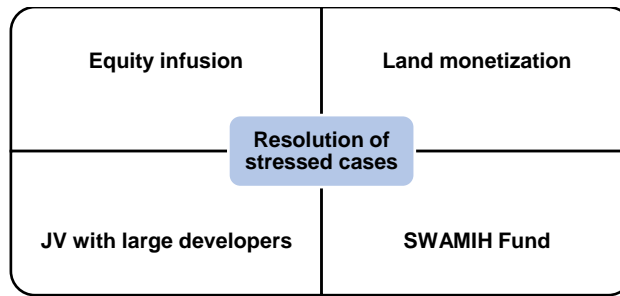 Equity infusion
Land monetization
Resolution of
stressed cases
JV with large developers
SWAMIH Fund